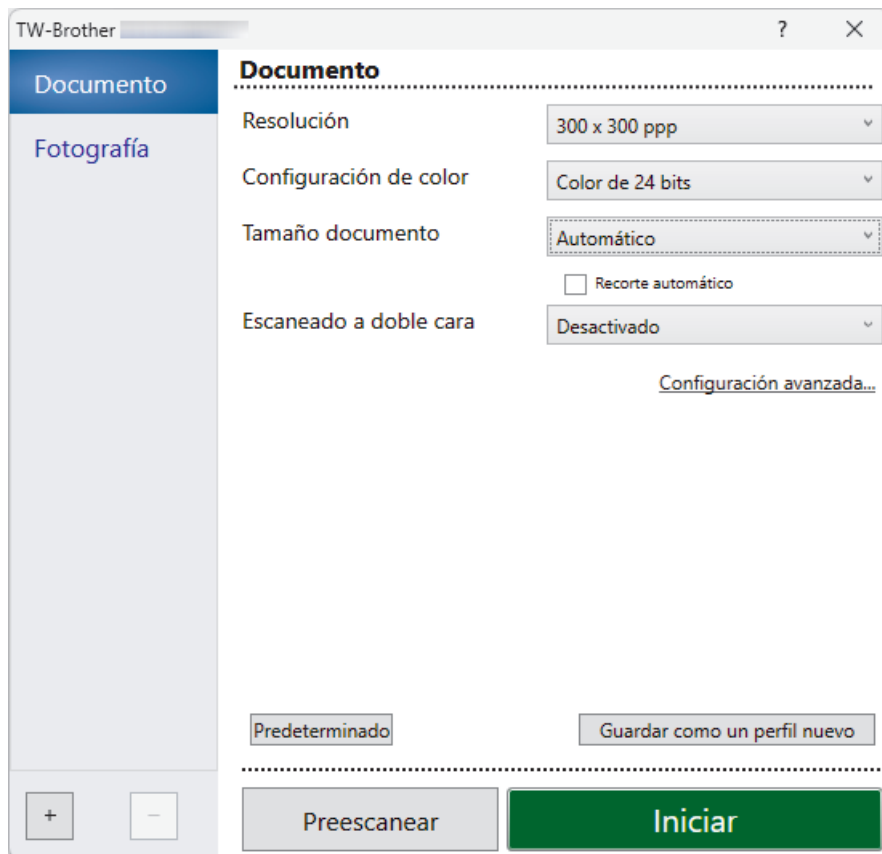 TW-Brother
?
Documento
Fotografía
Documento
Resolución
300 x 300 ppp
Configuración de color
Color de 24 bits
Tamaño documento
Automático
Recorte automático
Escaneado a doble cara
Desactivado
Configuración avanzada...
Predeterminado
Guardar como un perfil nuevo
+
−
Preescanear
Iniciar